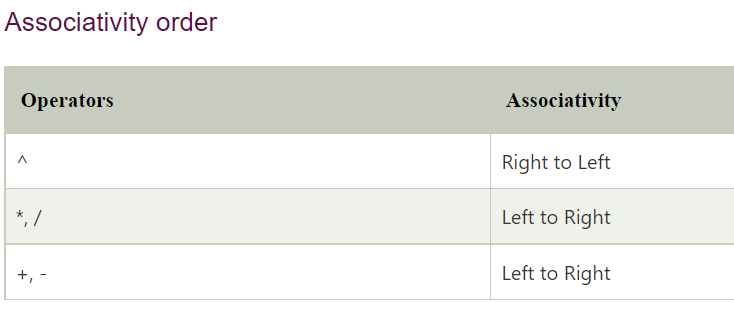 Associativity order
Operators Associativity
^ Right to Left
*, / Left to Right
+, - Left to Right